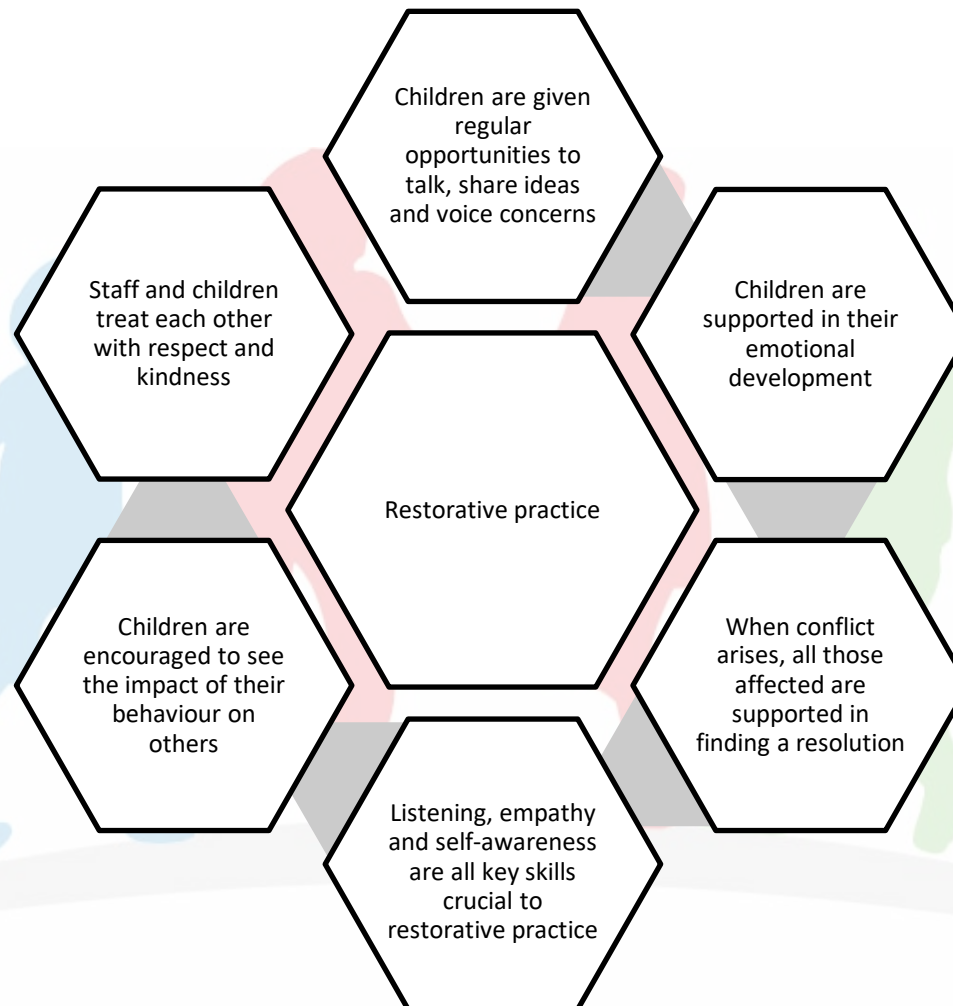 Children are given
regular
opportunities to
talk, share ideas
and voice concerns
Staff and children
treat each other
with respect and
kindness
Children are
supported in their
emotional
development
Restorative practice
Children are
encouraged to see
the impact of their
behaviour on
others
When conflict
arises, all those
affected are
supported in
finding a resolution
Listening, empathy
and self-awareness
are all key skills
crucial to
restorative practice